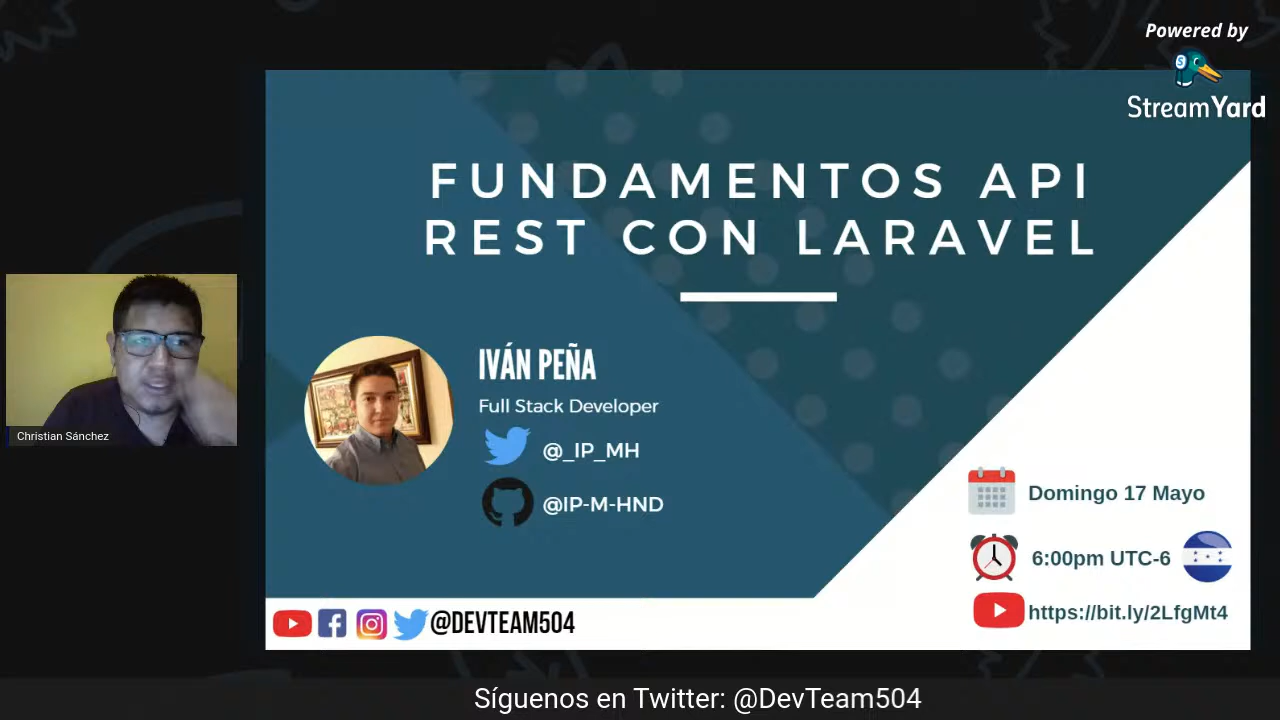 Powered by
StreamYard
FUNDAMENTOS API
REST CON LARAVEL
IVÁN PEÑA
Full Stack Developer
@_IP_MH
@IP-M-HND
Christian Sánchez
Domingo 17 Mayo
6:00pm UTC-6
https://bit.ly/2LfgMt4
@DEVTEAM504
Síguenos en Twitter: @DevTeam504